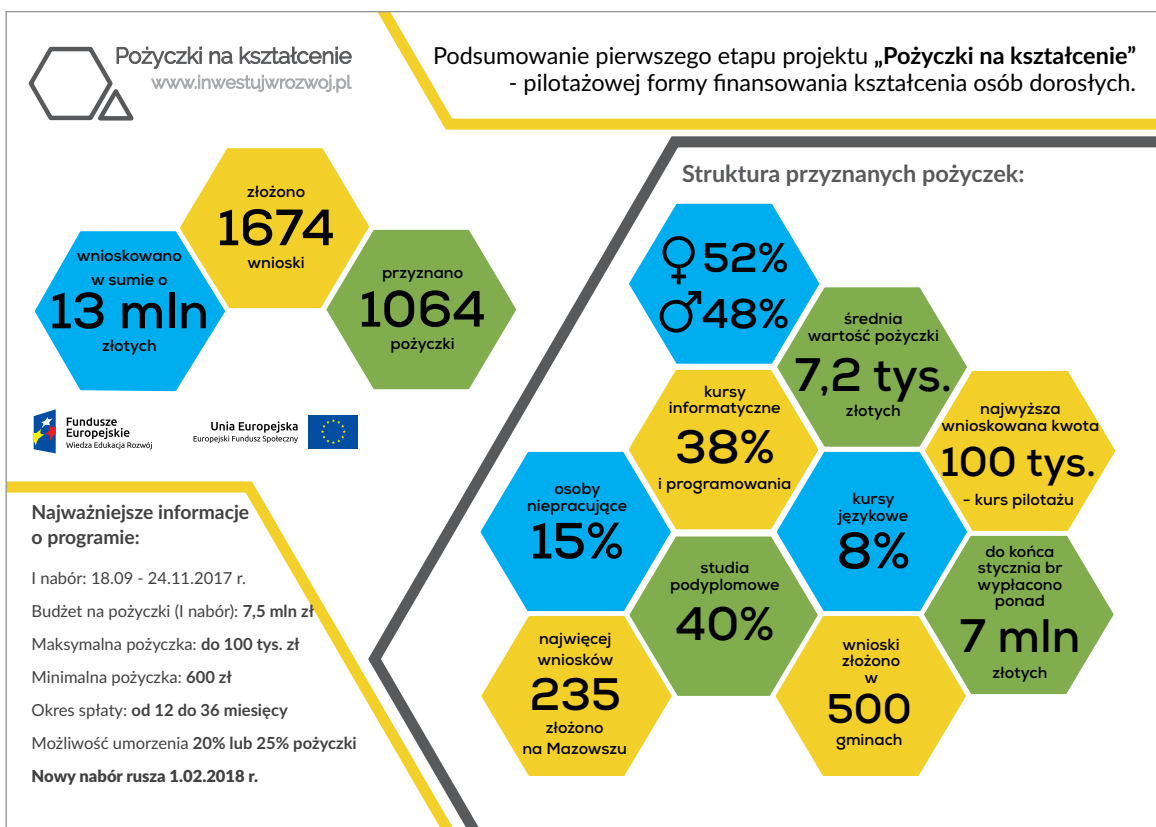 Pożyczki na kształcenie
www.inwestujwrozwoj.pl
Podsumowanie pierwszego etapu projektu „Pożyczki na kształcenie”
- pilotażowej formy finansowania kształcenia osób dorosłych.
złożono
1674
wnioski
wnioskowano
w sumie o
13 mln
złotych
przyznano
1064
pożyczki
Fundusze
Europejskie
Wiedza Edukacja Rozwój
Unia Europejska
Europejski Fundusz Społeczny
Struktura przyznanych pożyczek:
♀ 52%
♂ 48%
średnia
wartość pożyczki
7,2 tys.
złotych
kursy
informatyczne
38%
i programowania
najwyższa
wnioskowana kwota
100 tys.
- kurs pilotażu
osoby
niepracujące
15%
kursy
językowe
8%
studia
podyplomowe
40%
do końca
stycznia br
wypłacono
ponad
7 mln
złotych
najwięcej
wniosków
235
złożono
na Mazowszu
wnioski
złożono
w
500
gminach
Najważniejsze informacje
o programie:
I nabór: 18.09 - 24.11.2017 r.
Budżet na pożyczki (I nabór): 7,5 mln zł
Maksymalna pożyczka: do 100 tys. zł
Minimalna pożyczka: 600 zł
Okres spłaty: od 12 do 36 miesięcy
Możliwość umorzenia 20% lub 25% pożyczki
Nowy nabór rusza 1.02.2018 r.